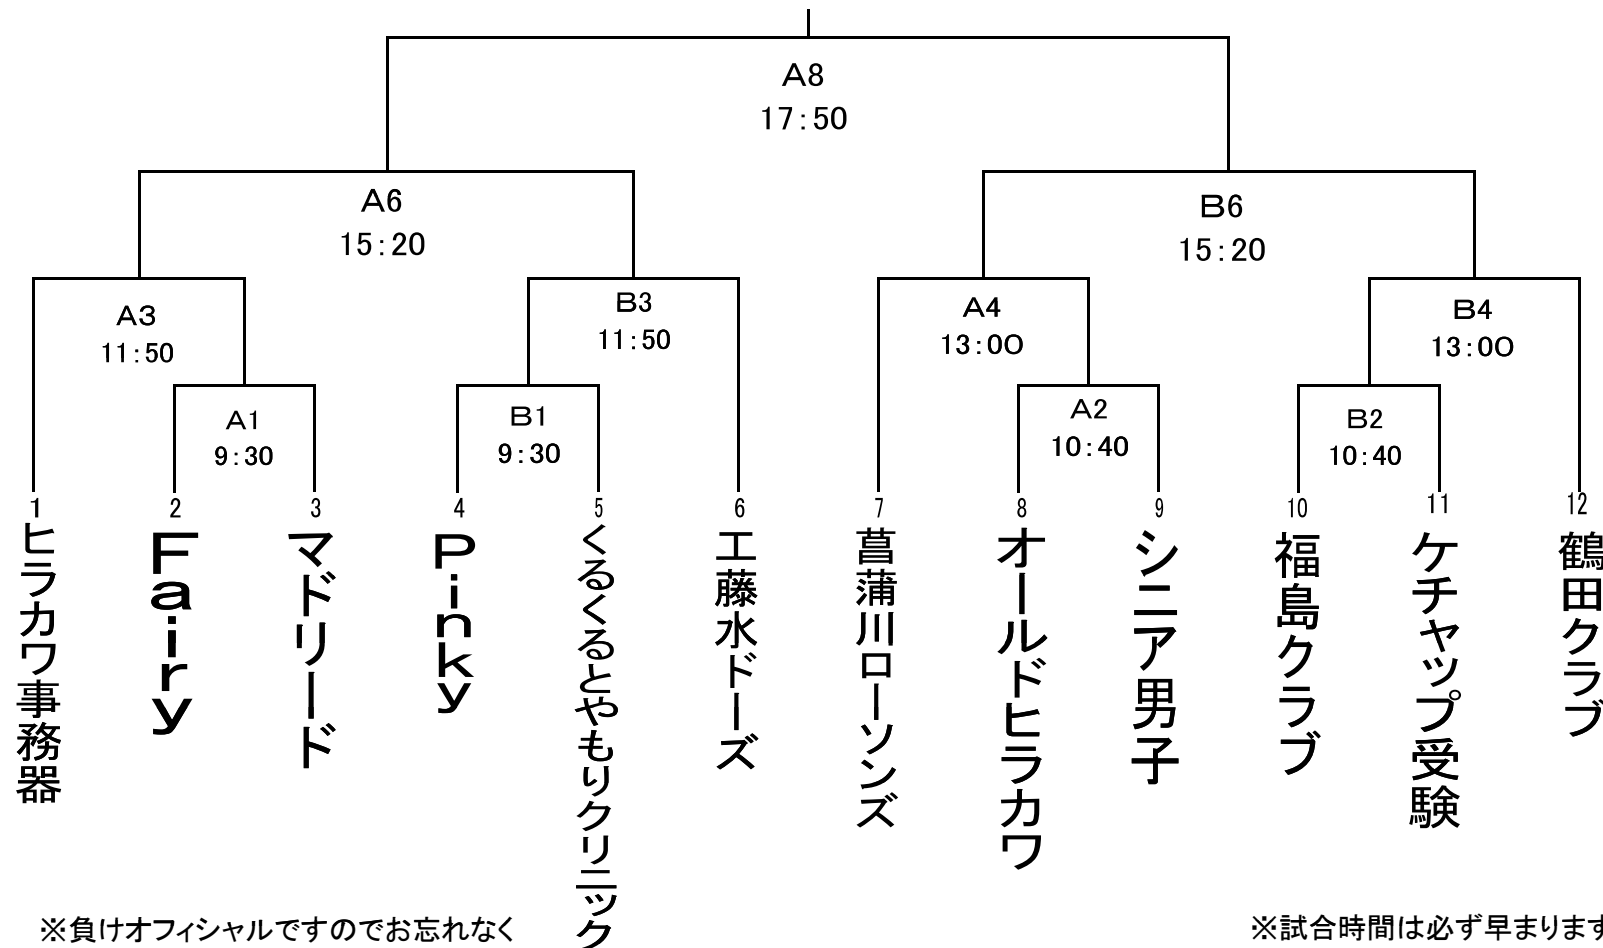 A8
17:50
A6
15:20
B6
15:20
A3
11:50
B3
11:50
A4
13:00
B4
13:00
A1
9:30
B1
9:30
A2
10:40
B2
10:40
1
2
3
4
5
6
7
8
9
10
11
12
ヒラカワ事務器
Fairy
マドリード
Pinky
くるくるとやもりクリニック
工藤水ドーズ
菖蒲川ローソンズ
オールドヒラカワ
シニア男子
福島クラブ
ケチャップ受験
鶴田クラブ
※負けオフィシャルですのでお忘れなく
※試合時間は必ず早まります